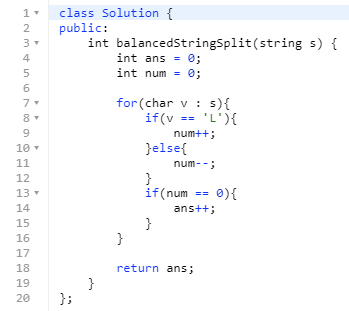 1 class Solution {
2 public:
3     int balancedStringSplit(string s) {
4         int ans = 0;
5         int num = 0;
6
7         for(char v : s){
8             if(v == 'L'){
9                 num++;
10             }else{
11                 num--;
12             }
13             if(num == 0){
14                 ans++;
15             }
16         }
17
18         return ans;
19     }
20 };